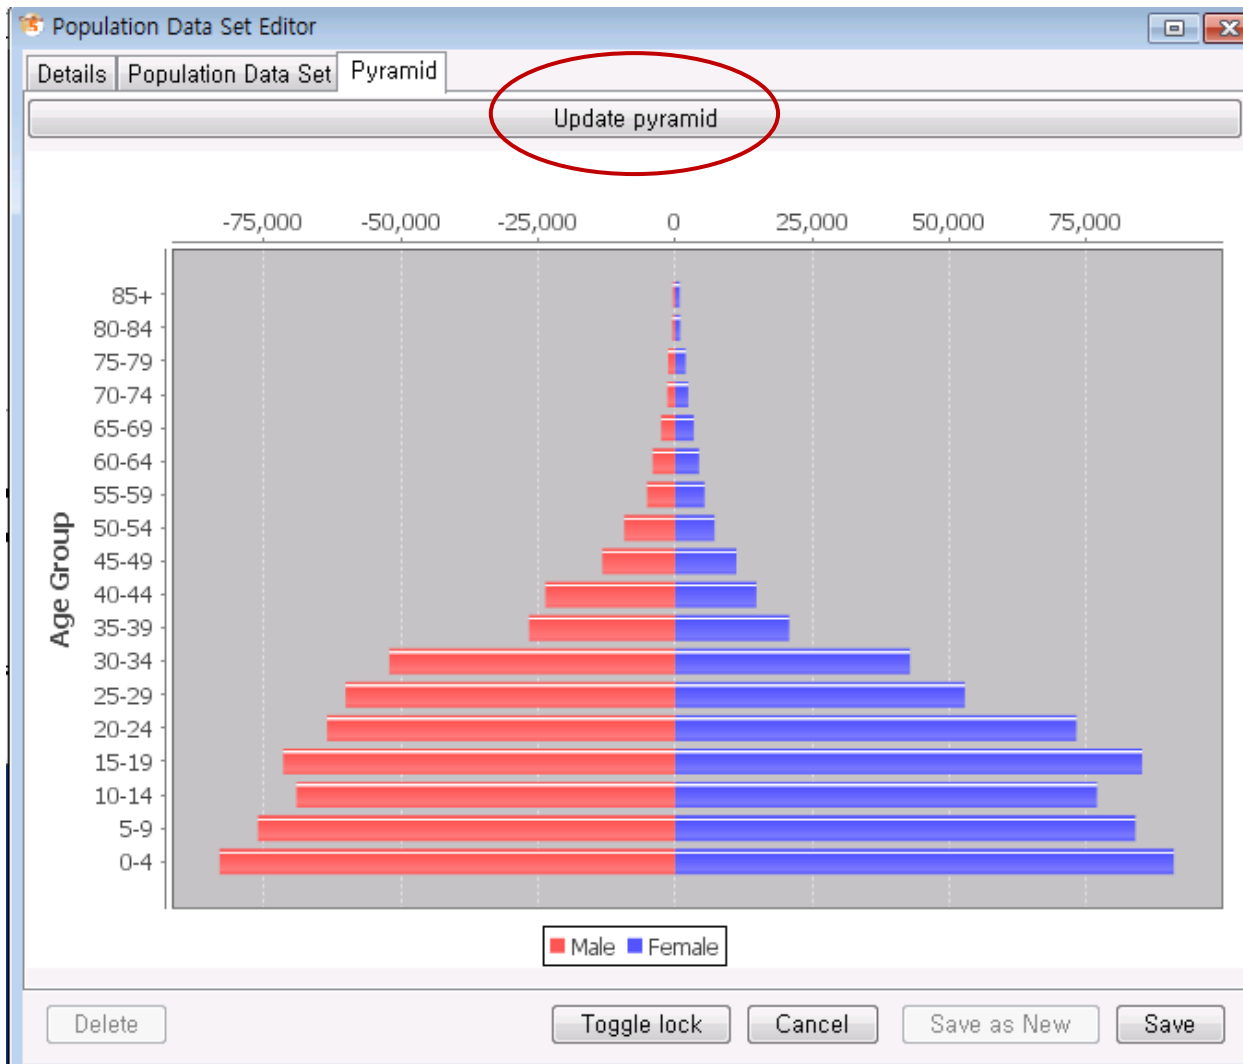 Population Data Set Editor
Details Population Data Set Pyramid
Update pyramid
-75,000 -50,000 -25,000 0 25,000 50,000 75,000
85+
80-84
75-79
70-74
65-69
60-64
55-59
50-54
45-49
40-44
35-39
30-34
25-29
20-24
15-19
10-14
5-9
0-4
Age Group
Male Female
Delete Toggle lock Cancel Save as New Save